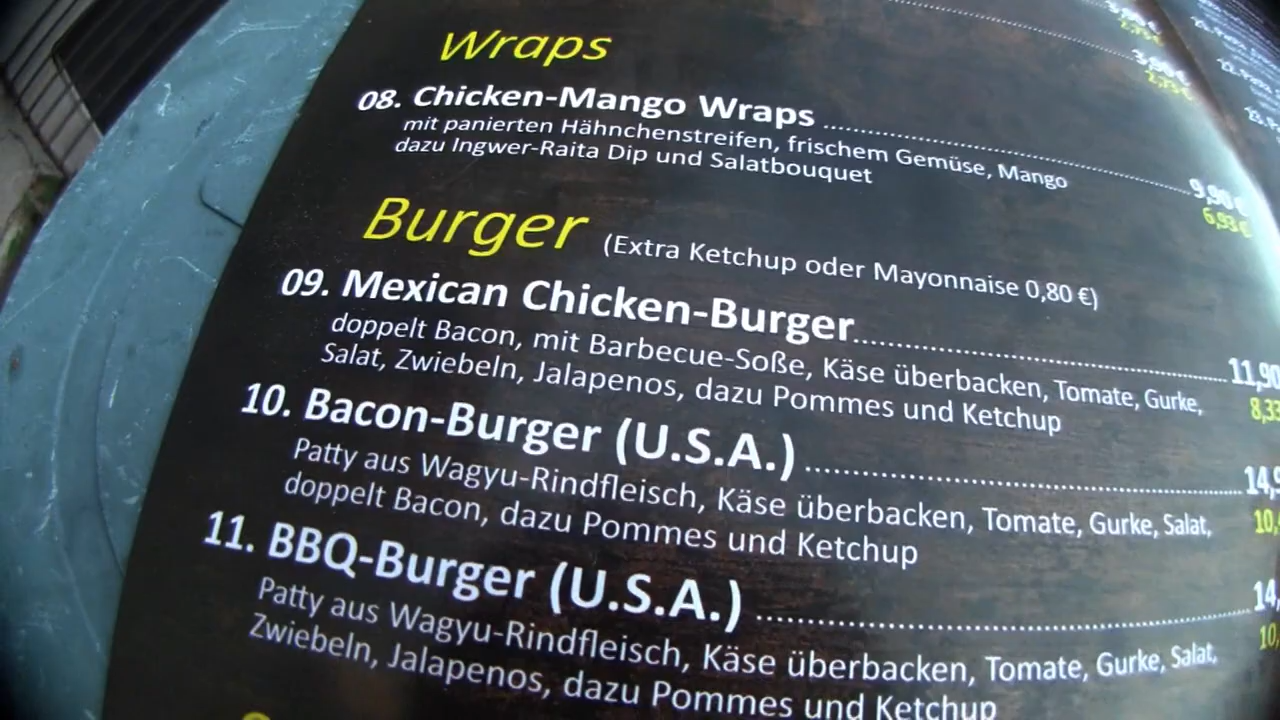 Wraps
08. Chicken-Mango Wraps 9,90 €
mit panierten Hähnchenstreifen, frischem Gemüse, Mango 6,93 €
dazu Ingwer-Raita Dip und Salatbouquet
Burger (Extra Ketchup oder Mayonnaise 0,80 €)
09. Mexican Chicken-Burger 11,90
doppelt Bacon, mit Barbecue-Soße, Käse überbacken, Tomate, Gurke, 8,33
Salat, Zwiebeln, Jalapenos, dazu Pommes und Ketchup
10. Bacon-Burger (U.S.A.)
Patty aus Wagyu-Rindfleisch, Käse überbacken, Tomate, Gurke, Salat,
doppelt Bacon, dazu Pommes und Ketchup
11. BBQ-Burger (U.S.A.)
Patty aus Wagyu-Rindfleisch, Käse überbacken, Tomate, Gurke, Salat,
Zwiebeln, Jalapenos, dazu Pommes und Ketchup